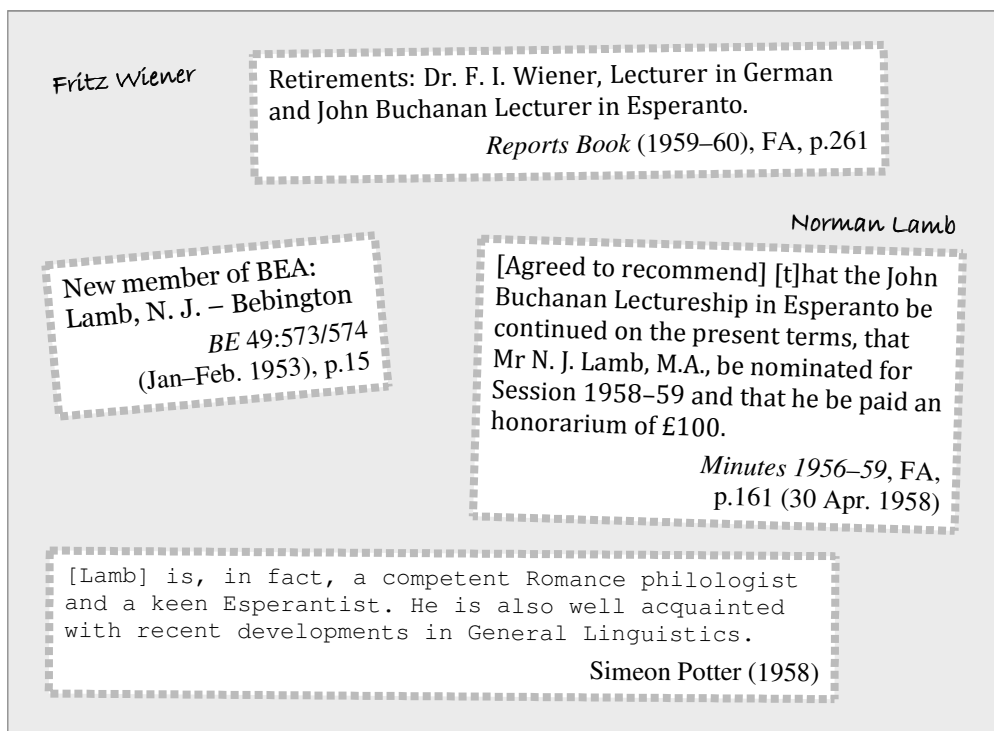 Fritz Wiener
Retirements: Dr. F. I. Wiener, Lecturer in German
and John Buchanan Lecturer in Esperanto.
Reports Book (1959–60), FA, p.261
Norman Lamb
New member of BEA:
Lamb, N. J. – Bebington
BE 49:573/574
(Jan–Feb. 1953), p.15
[Agreed to recommend] [t]hat the John
Buchanan Lectureship in Esperanto be
continued on the present terms, that
Mr N. J. Lamb, M.A., be nominated for
Session 1958–59 and that he be paid an
honorarium of £100.
Minutes 1956–59, FA,
p.161 (30 Apr. 1958)
[Lamb] is, in fact, a competent Romance philologist
and a keen Esperantist. He is also well acquainted
with recent developments in General Linguistics.
Simeon Potter (1958)